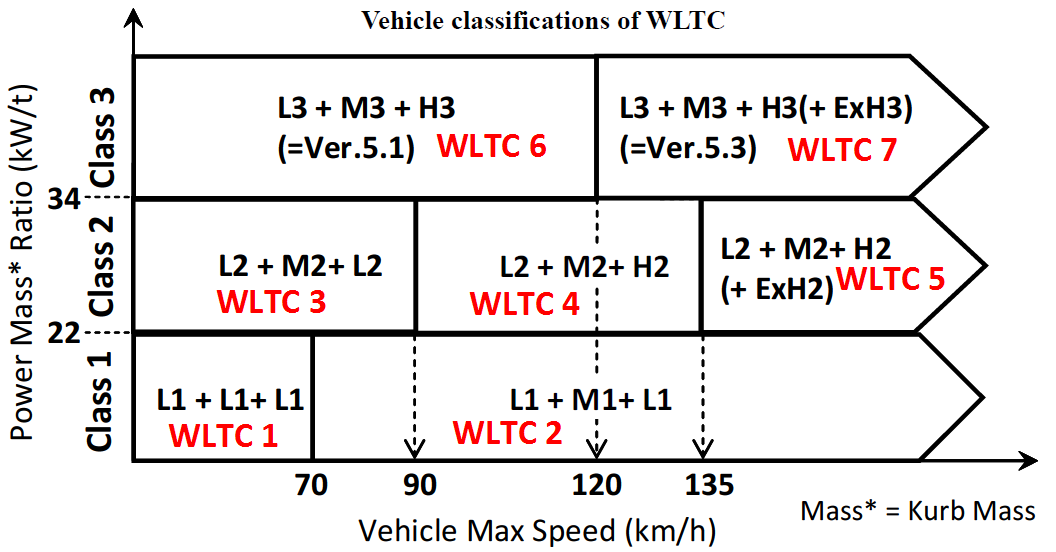 Vehicle classifications of WLTC
Power Mass* Ratio (kW/t)
Class 3
L3 + M3 + H3
(=Ver.5.1) WLTC 6
L3 + M3 + H3(+ ExH3)
(=Ver.5.3) WLTC 7
34
Class 2
L2 + M2+ L2
WLTC 3
L2 + M2+ H2
WLTC 4
L2 + M2+ H2
(+ ExH2) WLTC 5
22
Class 1
L1 + L1+ L1
WLTC 1
L1 + M1+ L1
WLTC 2
70 90 120 135
Vehicle Max Speed (km/h)
Mass* = Kurb Mass